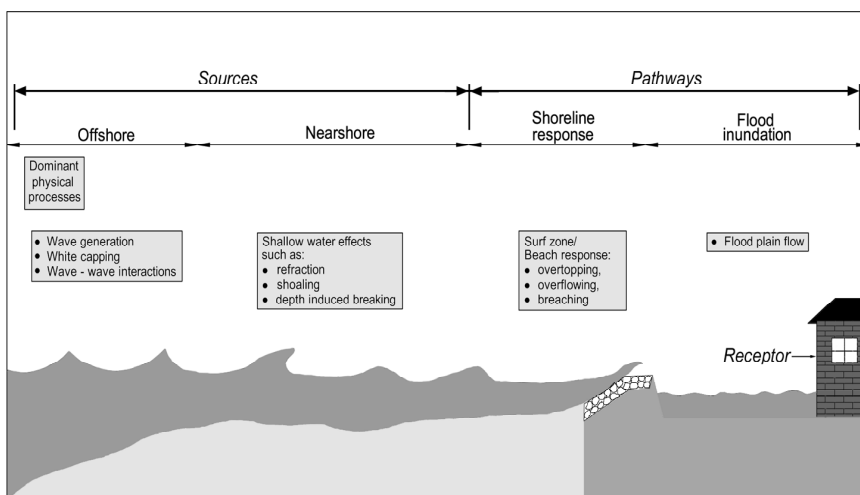 Sources
Pathways
Offshore
Nearshore
Shoreline
response
Flood
inundation
Dominant
physical
processes
• Wave generation
• White capping
• Wave - wave interactions
Shallow water effects
such as:
• refraction
• shoaling
• depth induced breaking
Surf zone/
Beach response:
• overtopping,
• overflowing,
• breaching
• Flood plain flow
Receptor